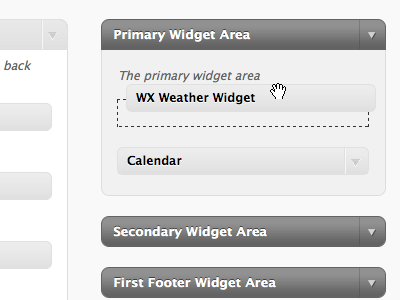 Primary Widget Area
back
The primary widget area
WX Weather Widget
Calendar
Secondary Widget Area
First Footer Widget Area